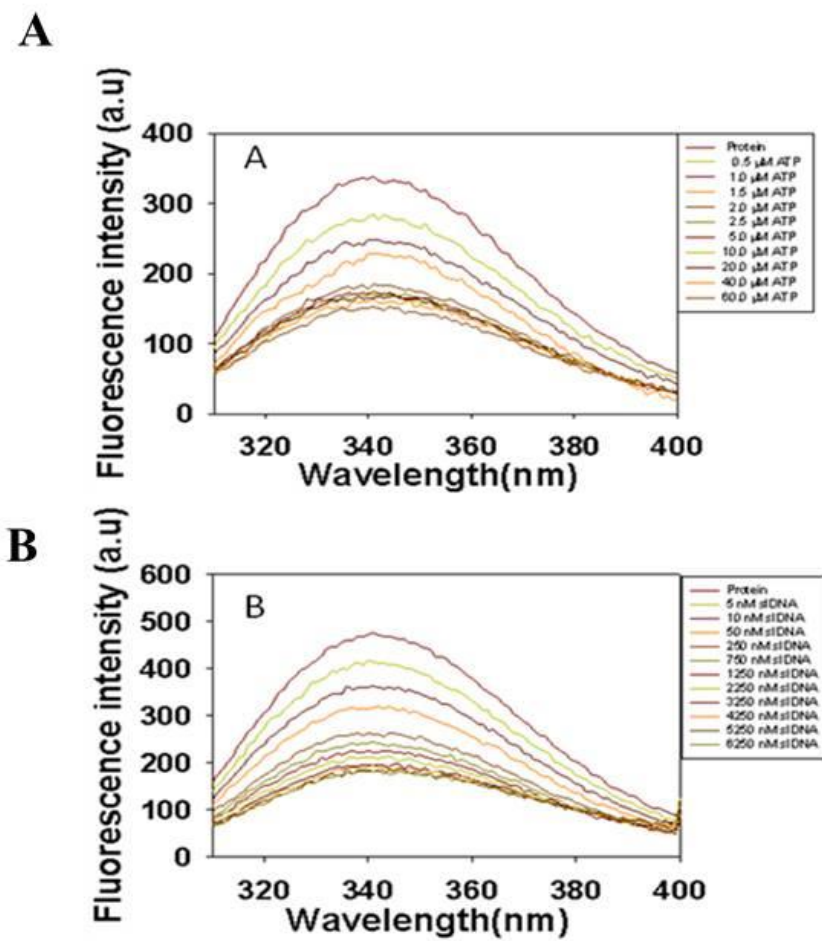 A
Fluorescence intensity (a.u)
400
300
200
100
0
A
320
340
360
380
400
Wavelength(nm)
Protein
0.5 µM ATP
1.0 µM ATP
1.5 µM ATP
2.0 µM ATP
2.5 µM ATP
5.0 µM ATP
10.0 µM ATP
20.0 µM ATP
40.0 µM ATP
60.0 µM ATP
B
Fluorescence intensity (a.u)
600
500
400
300
200
100
0
B
320
340
360
380
400
Wavelength(nm)
Protein
5 nM slDNA
10 nM slDNA
50 nM slDNA
250 nM slDNA
750 nM slDNA
1250 nM slDNA
2250 nM slDNA
3250 nM slDNA
4250 nM slDNA
5250 nM slDNA
6250 nM slDNA